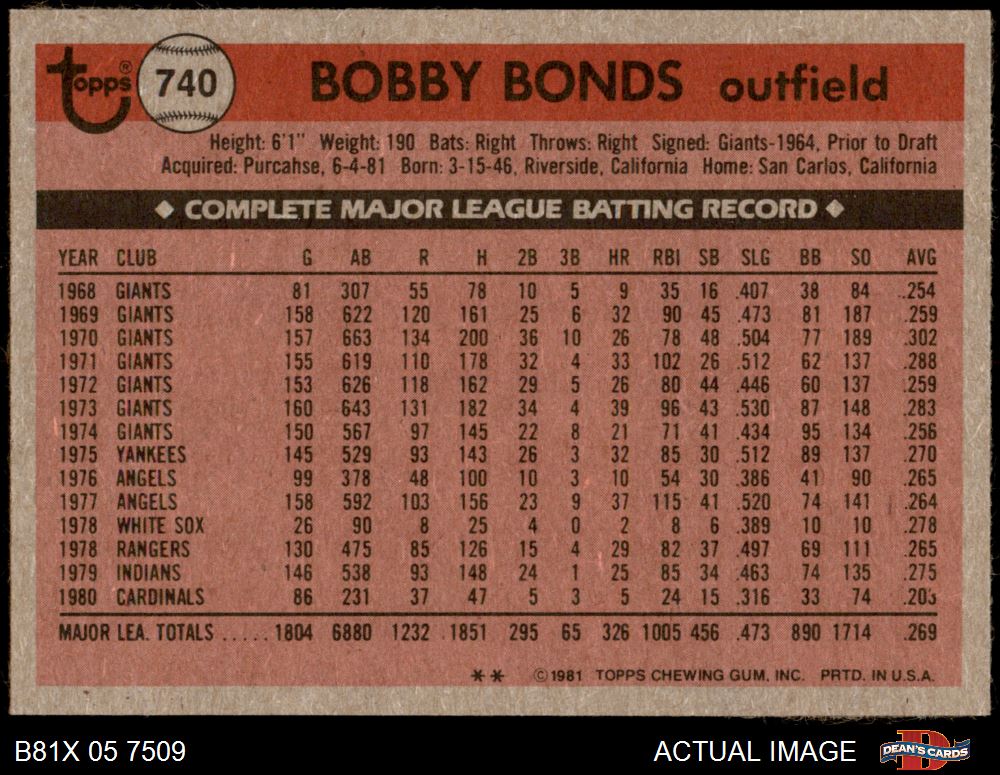 topps® 740 BOBBY BONDS outfield
Height: 6'1" Weight: 190 Bats: Right Throws: Right Signed: Giants-1964, Prior to Draft
Acquired: Purcahse, 6-4-81 Born: 3-15-46, Riverside, California Home: San Carlos, California
◆ COMPLETE MAJOR LEAGUE BATTING RECORD ◆
YEAR CLUB G AB R H 2B 3B HR RBI SB SLG BB SO AVG
1968 GIANTS 81 307 55 78 10 5 9 35 16 .407 38 84 .254
1969 GIANTS 158 622 120 161 25 6 32 90 45 .473 81 187 .259
1970 GIANTS 157 663 134 200 36 10 26 78 48 .504 77 189 .302
1971 GIANTS 155 619 110 178 32 4 33 102 26 .512 62 137 .288
1972 GIANTS 153 626 118 162 29 5 26 80 44 .446 60 137 .259
1973 GIANTS 160 643 131 182 34 4 39 96 43 .530 87 148 .283
1974 GIANTS 150 567 97 145 22 8 21 71 41 .434 95 134 .256
1975 YANKEES 145 529 93 143 26 3 32 85 30 .512 89 137 .270
1976 ANGELS 99 378 48 100 10 3 10 54 30 .386 41 90 .265
1977 ANGELS 158 592 103 156 23 9 37 115 41 .520 74 141 .264
1978 WHITE SOX 26 90 8 25 4 0 2 8 6 .389 10 10 .278
1978 RANGERS 130 475 85 126 15 4 29 82 37 .497 69 111 .265
1979 INDIANS 146 538 93 148 24 1 25 85 34 .463 74 135 .275
1980 CARDINALS 86 231 37 47 5 3 5 24 15 .316 33 74 .203
MAJOR LEA. TOTALS ..... 1804 6880 1232 1851 295 65 326 1005 456 .473 890 1714 .269
** ©1981 TOPPS CHEWING GUM, INC. PRTD. IN U.S.A.
B81X 05 7509 ACTUAL IMAGE DEAN'S CARDS